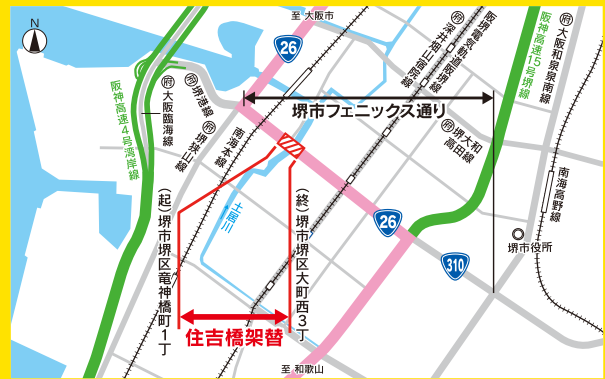 N
至 大阪市
26
阪神高速4号湾岸線
府 大阪臨海線
府 堺港線
府 堺狭山線
南海本線
府 深井畑山宿院線
阪堺電気軌道阪堺線
阪神高速15号堺線
府 大阪和泉泉南線
堺市フェニックス通り
府 堺大和高田線
南海高野線
土居川
26
310
堺市役所
(起)堺市堺区竜神橋町1丁
(終)堺市堺区大町西3丁
住吉橋架替
至 和歌山